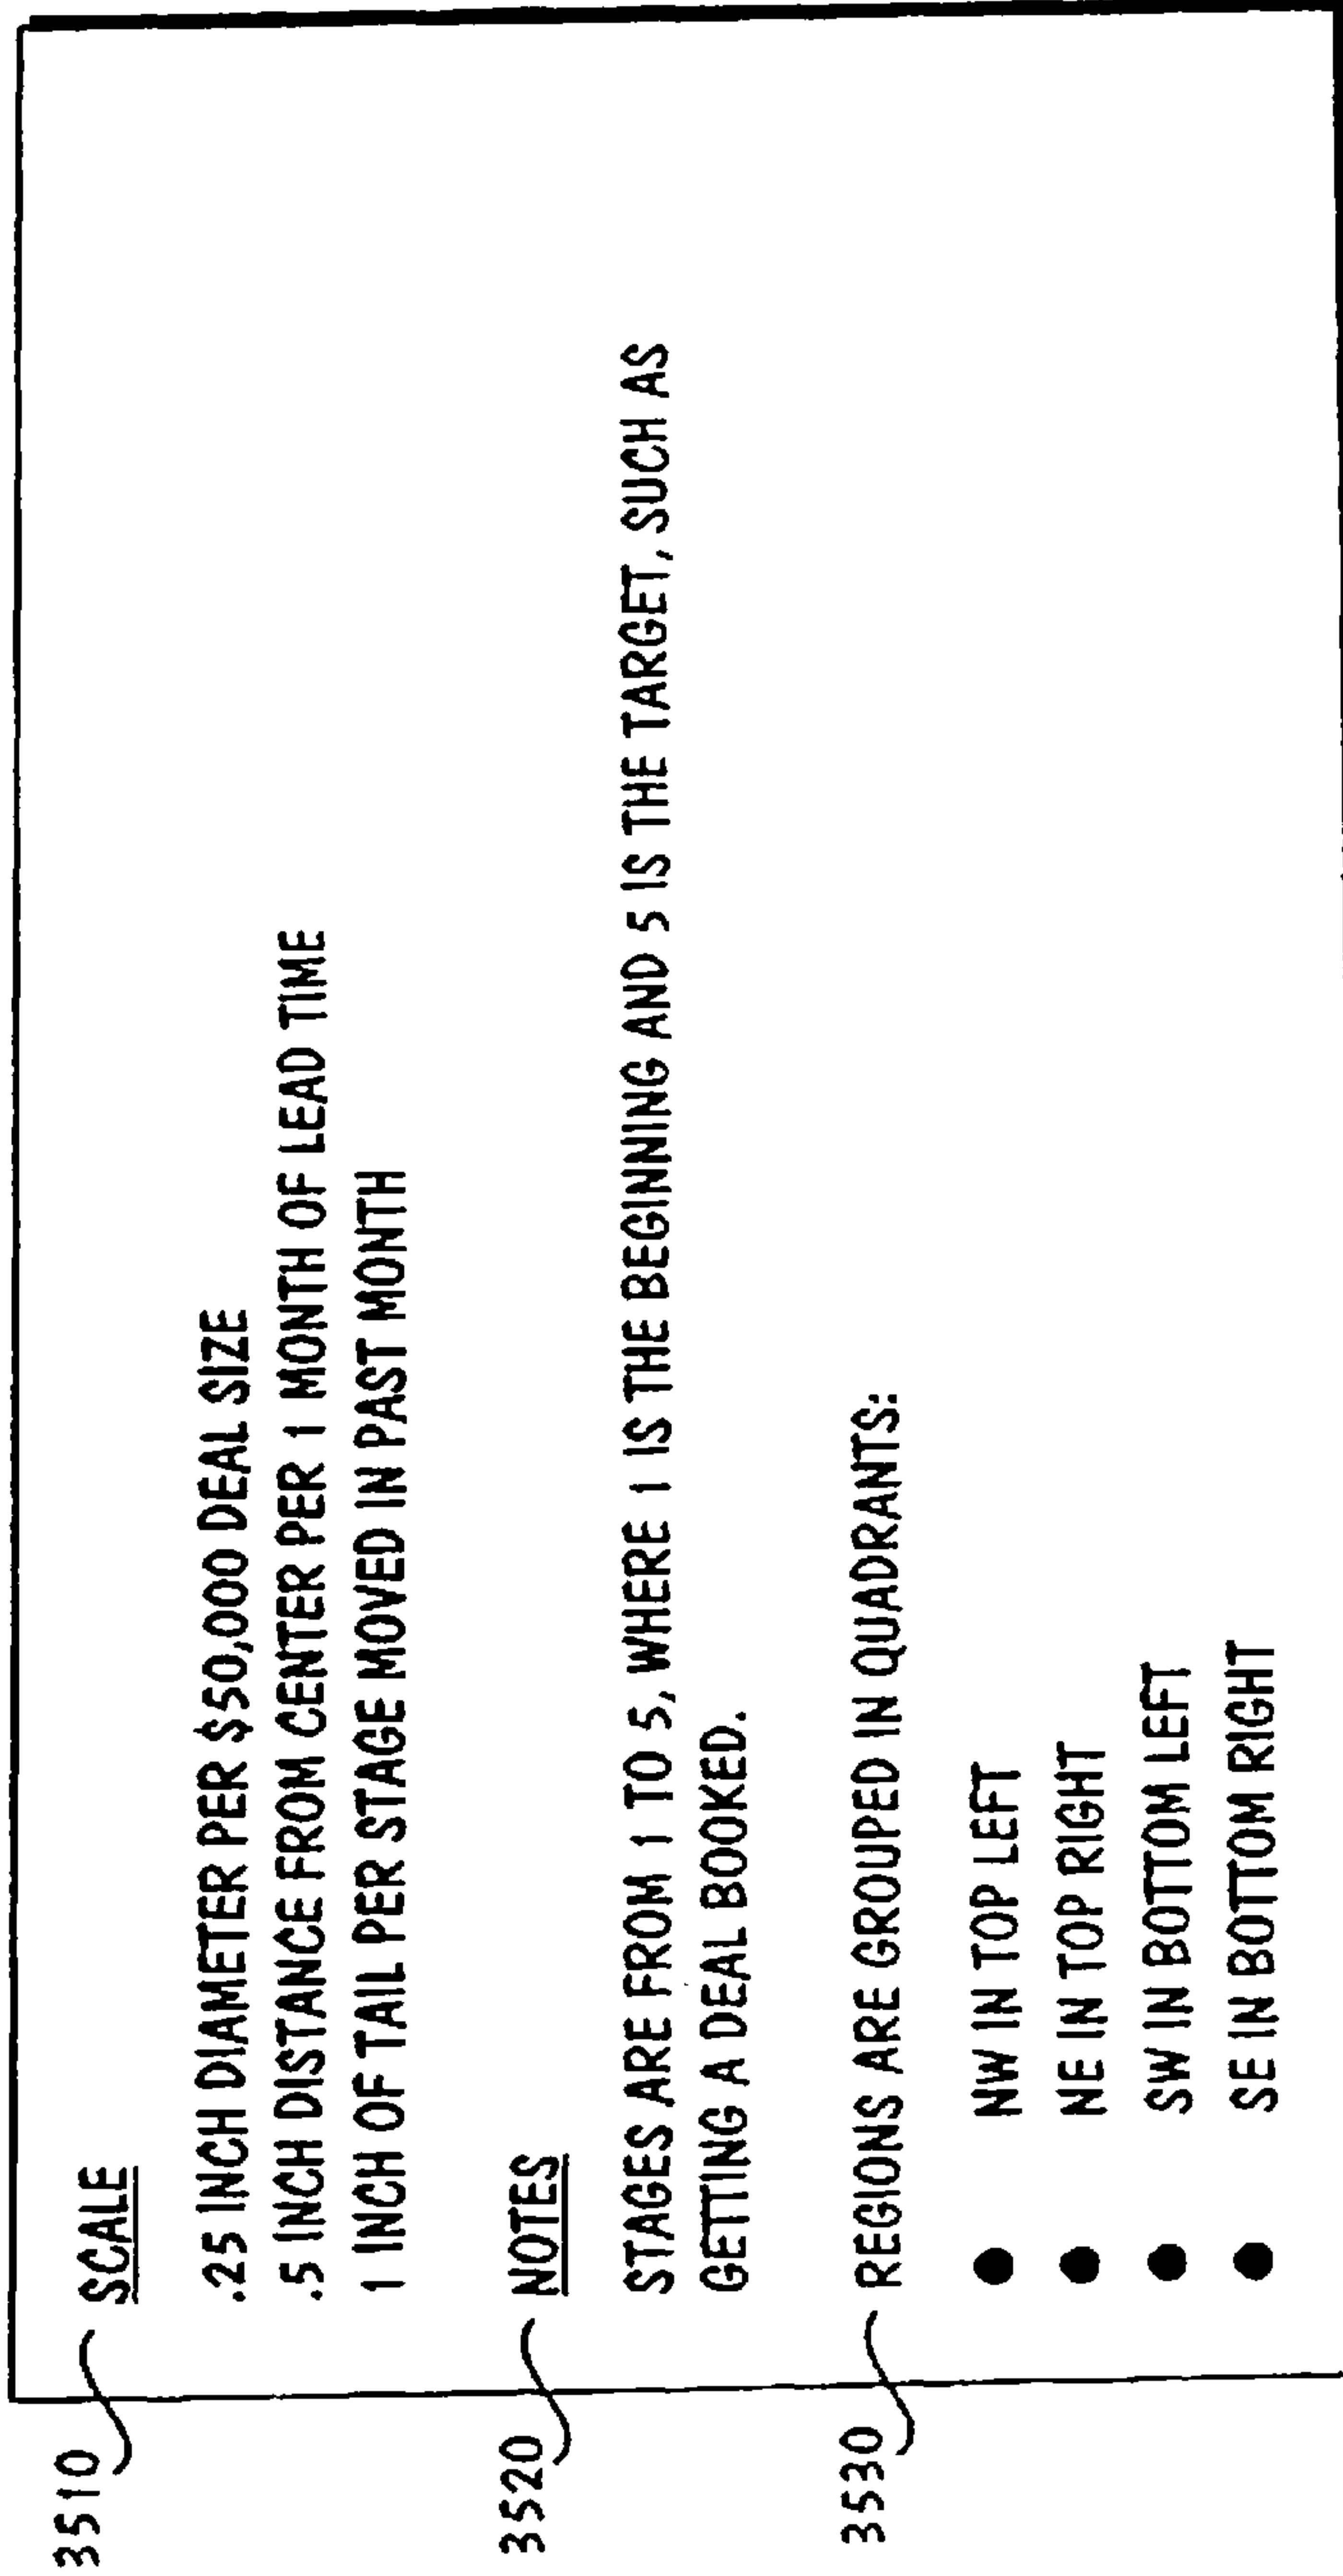 3510
SCALE
.25 INCH DIAMETER PER $50,000 DEAL SIZE
.5 INCH DISTANCE FROM CENTER PER 1 MONTH OF LEAD TIME
1 INCH OF TAIL PER STAGE MOVED IN PAST MONTH
3520
NOTES
STAGES ARE FROM 1 TO 5, WHERE 1 IS THE BEGINNING AND 5 IS THE TARGET, SUCH AS
GETTING A DEAL BOOKED.
3530
REGIONS ARE GROUPED IN QUADRANTS:
● NW IN TOP LEFT
● NE IN TOP RIGHT
● SW IN BOTTOM LEFT
● SE IN BOTTOM RIGHT